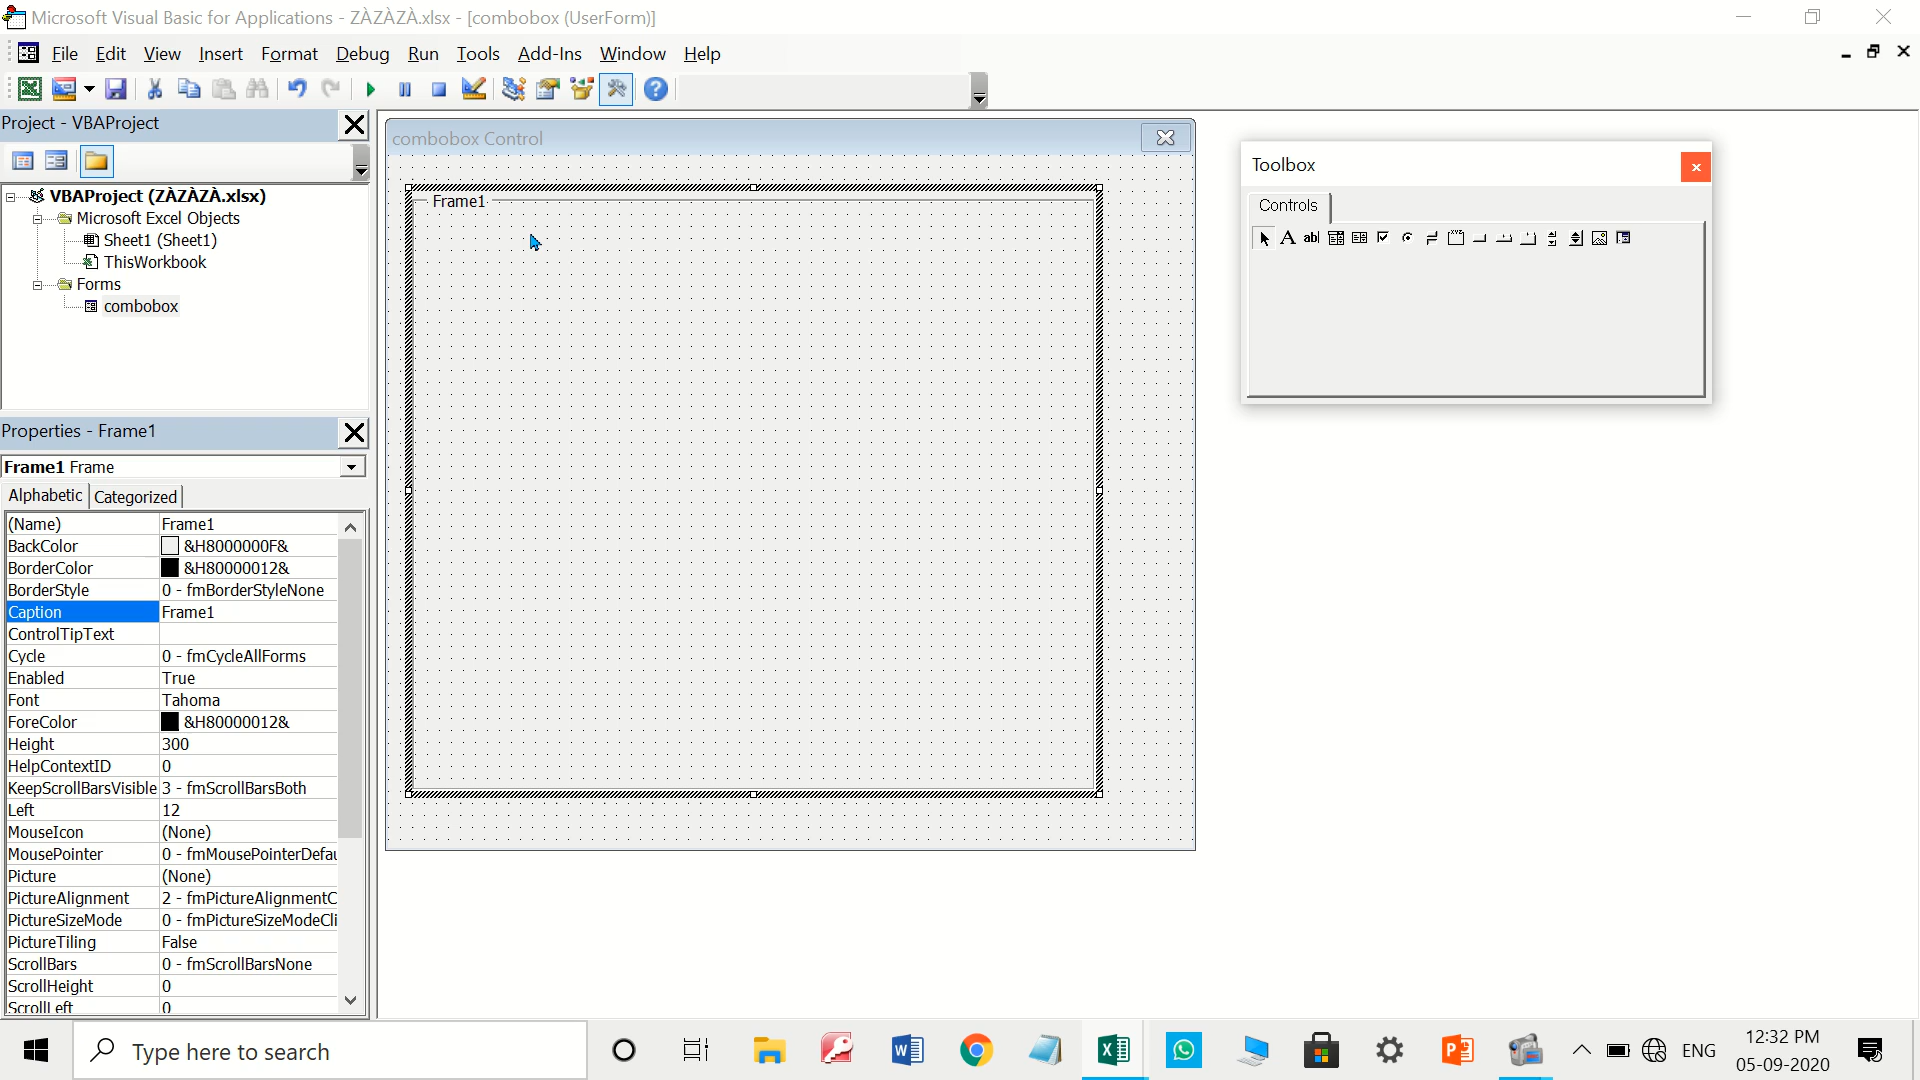 Microsoft Visual Basic for Applications - ZÀZÀZÀ.xlsx - [combobox (UserForm)]
File Edit View Insert Format Debug Run Tools Add-Ins Window Help
Project - VBAProject
VBAProject (ZÀZÀZÀ.xlsx)
Microsoft Excel Objects
Sheet1 (Sheet1)
ThisWorkbook
Forms
combobox
Properties - Frame1
Frame1 Frame
Alphabetic Categorized
(Name) Frame1
BackColor &H8000000F&
BorderColor &H80000012&
BorderStyle 0 - fmBorderStyleNone
Caption Frame1
ControlTipText
Cycle 0 - fmCycleAllForms
Enabled True
Font Tahoma
ForeColor &H80000012&
Height 300
HelpContextID 0
KeepScrollBarsVisible 3 - fmScrollBarsBoth
Left 12
MouseIcon (None)
MousePointer 0 - fmMousePointerDefau
Picture (None)
PictureAlignment 2 - fmPictureAlignmentC
PictureSizeMode 0 - fmPictureSizeModeCli
PictureTiling False
ScrollBars 0 - fmScrollBarsNone
ScrollHeight 0
ScrollLeft 0
combobox Control
Frame1
Toolbox
Controls
A ab
Type here to search
ENG
12:32 PM
05-09-2020